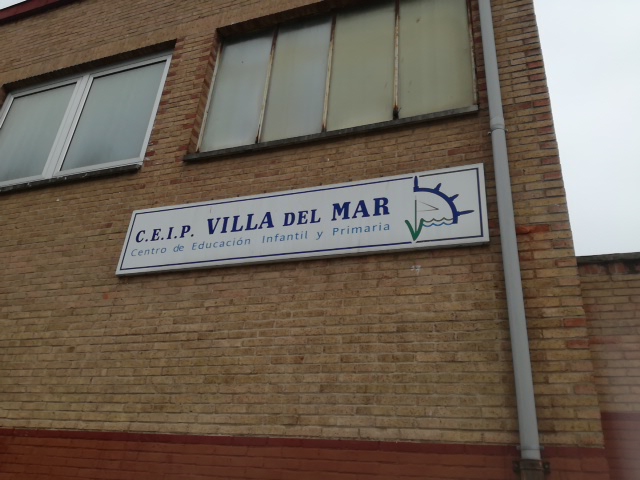 C.E.I.P. VILLA DEL MAR
Centro de Educación Infantil y Primaria